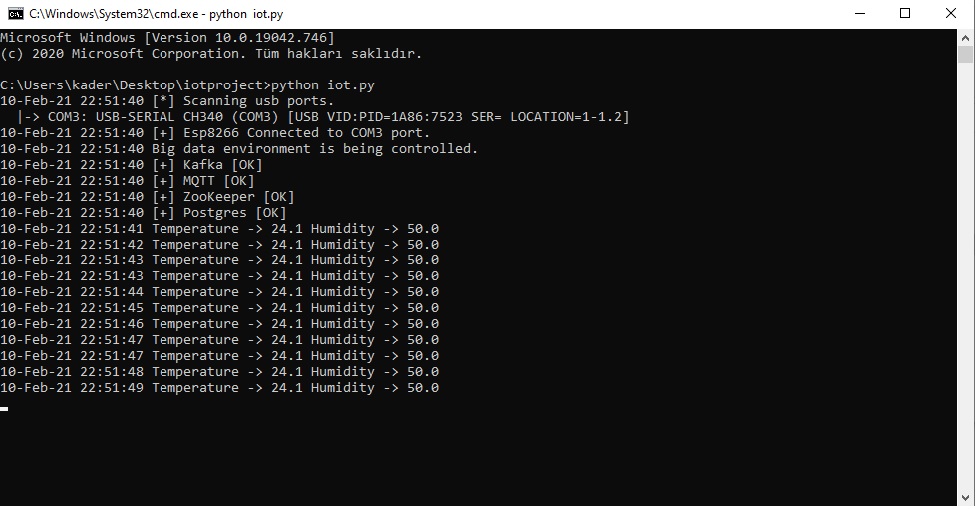 C:\Windows\System32\cmd.exe - python iot.py
Microsoft Windows [Version 10.0.19042.746]
(c) 2020 Microsoft Corporation. Tüm hakları saklıdır.
C:\Users\kader\Desktop\iotproject>python iot.py
10-Feb-21 22:51:40 [*] Scanning usb ports.
  |-> COM3: USB-SERIAL CH340 (COM3) [USB VID:PID=1A86:7523 SER= LOCATION=1-1.2]
10-Feb-21 22:51:40 [+] Esp8266 Connected to COM3 port.
10-Feb-21 22:51:40 Big data environment is being controlled.
10-Feb-21 22:51:40 [+] Kafka [OK]
10-Feb-21 22:51:40 [+] MQTT [OK]
10-Feb-21 22:51:40 [+] ZooKeeper [OK]
10-Feb-21 22:51:40 [+] Postgres [OK]
10-Feb-21 22:51:41 Temperature -> 24.1 Humidity -> 50.0
10-Feb-21 22:51:42 Temperature -> 24.1 Humidity -> 50.0
10-Feb-21 22:51:43 Temperature -> 24.1 Humidity -> 50.0
10-Feb-21 22:51:43 Temperature -> 24.1 Humidity -> 50.0
10-Feb-21 22:51:44 Temperature -> 24.1 Humidity -> 50.0
10-Feb-21 22:51:45 Temperature -> 24.1 Humidity -> 50.0
10-Feb-21 22:51:46 Temperature -> 24.1 Humidity -> 50.0
10-Feb-21 22:51:47 Temperature -> 24.1 Humidity -> 50.0
10-Feb-21 22:51:47 Temperature -> 24.1 Humidity -> 50.0
10-Feb-21 22:51:48 Temperature -> 24.1 Humidity -> 50.0
10-Feb-21 22:51:49 Temperature -> 24.1 Humidity -> 50.0